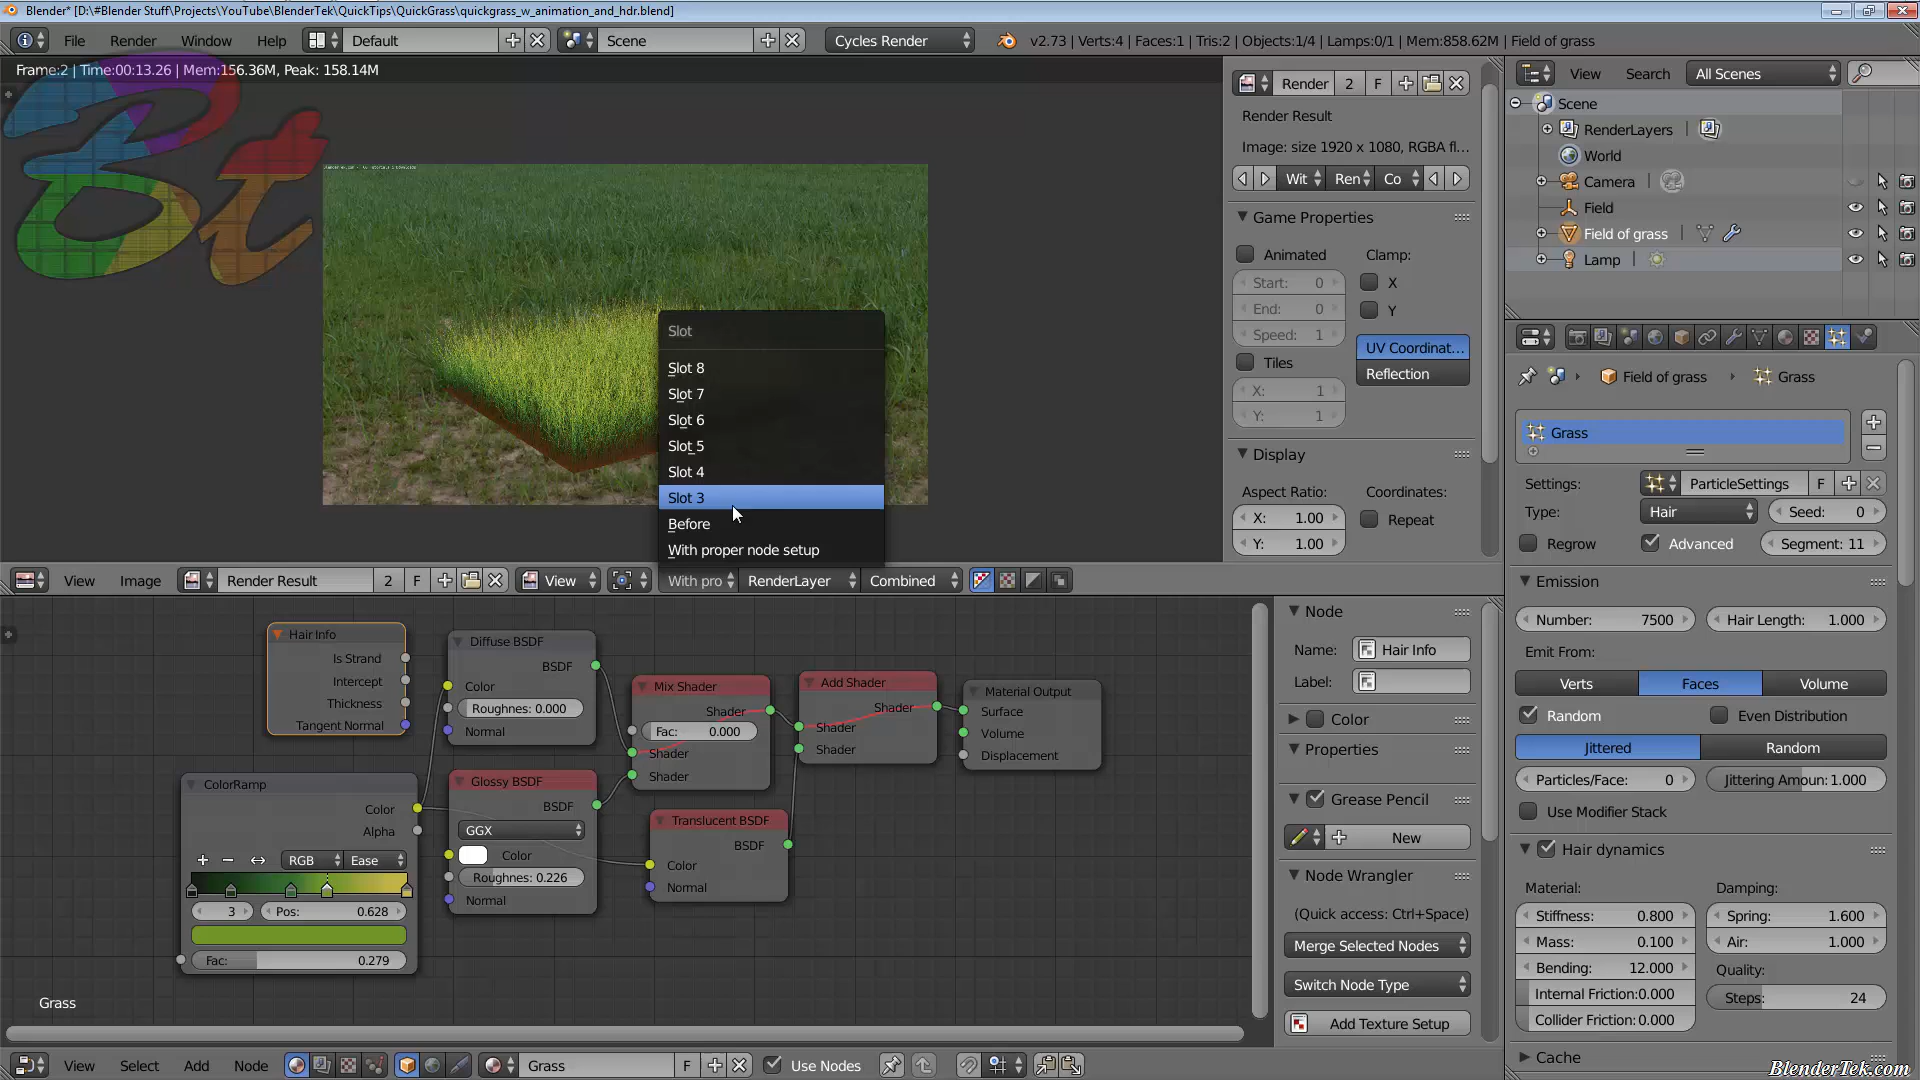 Blender* [D:\#Blender Stuff\Projects\YouTube\BlenderTek\QuickTips\QuickGrass\quickgrass_w_animation_and_hdr.blend]
File Render Window Help Default Scene Cycles Render v2.73 | Verts:4 | Faces:1 | Tris:2 | Objects:1/4 | Lamps:0/1 | Mem:858.62M | Field of grass
Frame:2 | Time:00:13.26 | Mem:156.36M, Peak: 158.14M
Bt
Slot
Slot 8
Slot 7
Slot 6
Slot 5
Slot 4
Slot 3
Before
With proper node setup
View Image Render Result 2 F View With pro RenderLayer Combined
Render 2 F
Render Result
Image: size 1920 x 1080, RGBA fl...
Wit Ren Co
Game Properties
Animated Clamp:
Start: 0 X
End: 0 Y
Speed: 1
Tiles UV Coordinat...
X: 1 Reflection
Y: 1
Display
Aspect Ratio: Coordinates:
X: 1.00 Repeat
Y: 1.00
View Search All Scenes
Scene
RenderLayers
World
Camera
Field
Field of grass
Lamp
Field of grass Grass
Grass
Settings: ParticleSettings F
Type: Hair Seed: 0
Regrow Advanced Segment: 11
Emission
Number: 7500 Hair Length: 1.000
Emit From:
Verts Faces Volume
Random Even Distribution
Jittered Random
Particles/Face: 0 Jittering Amoun: 1.000
Use Modifier Stack
Hair dynamics
Material: Damping:
Stiffness: 0.800 Spring: 1.600
Mass: 0.100 Air: 1.000
Bending: 12.000 Quality:
Internal Friction:0.000 Steps: 24
Collider Friction: 0.000
Cache
Hair Info
Is Strand
Intercept
Thickness
Tangent Normal
ColorRamp
Color
Alpha
RGB Ease
3 Pos: 0.628
Fac: 0.279
Diffuse BSDF
BSDF
Color
Roughnes: 0.000
Normal
Glossy BSDF
BSDF
GGX
Color
Roughnes: 0.226
Normal
Mix Shader
Shader
Fac: 0.000
Shader
Shader
Translucent BSDF
BSDF
Color
Normal
Add Shader
Shader
Shader
Shader
Material Output
Surface
Volume
Displacement
Grass
Node
Name: Hair Info
Label:
Color
Properties
Grease Pencil
New
Node Wrangler
(Quick access: Ctrl+Space)
Merge Selected Nodes
Switch Node Type
Add Texture Setup
View Select Add Node Grass F Use Nodes
BlenderTek.com